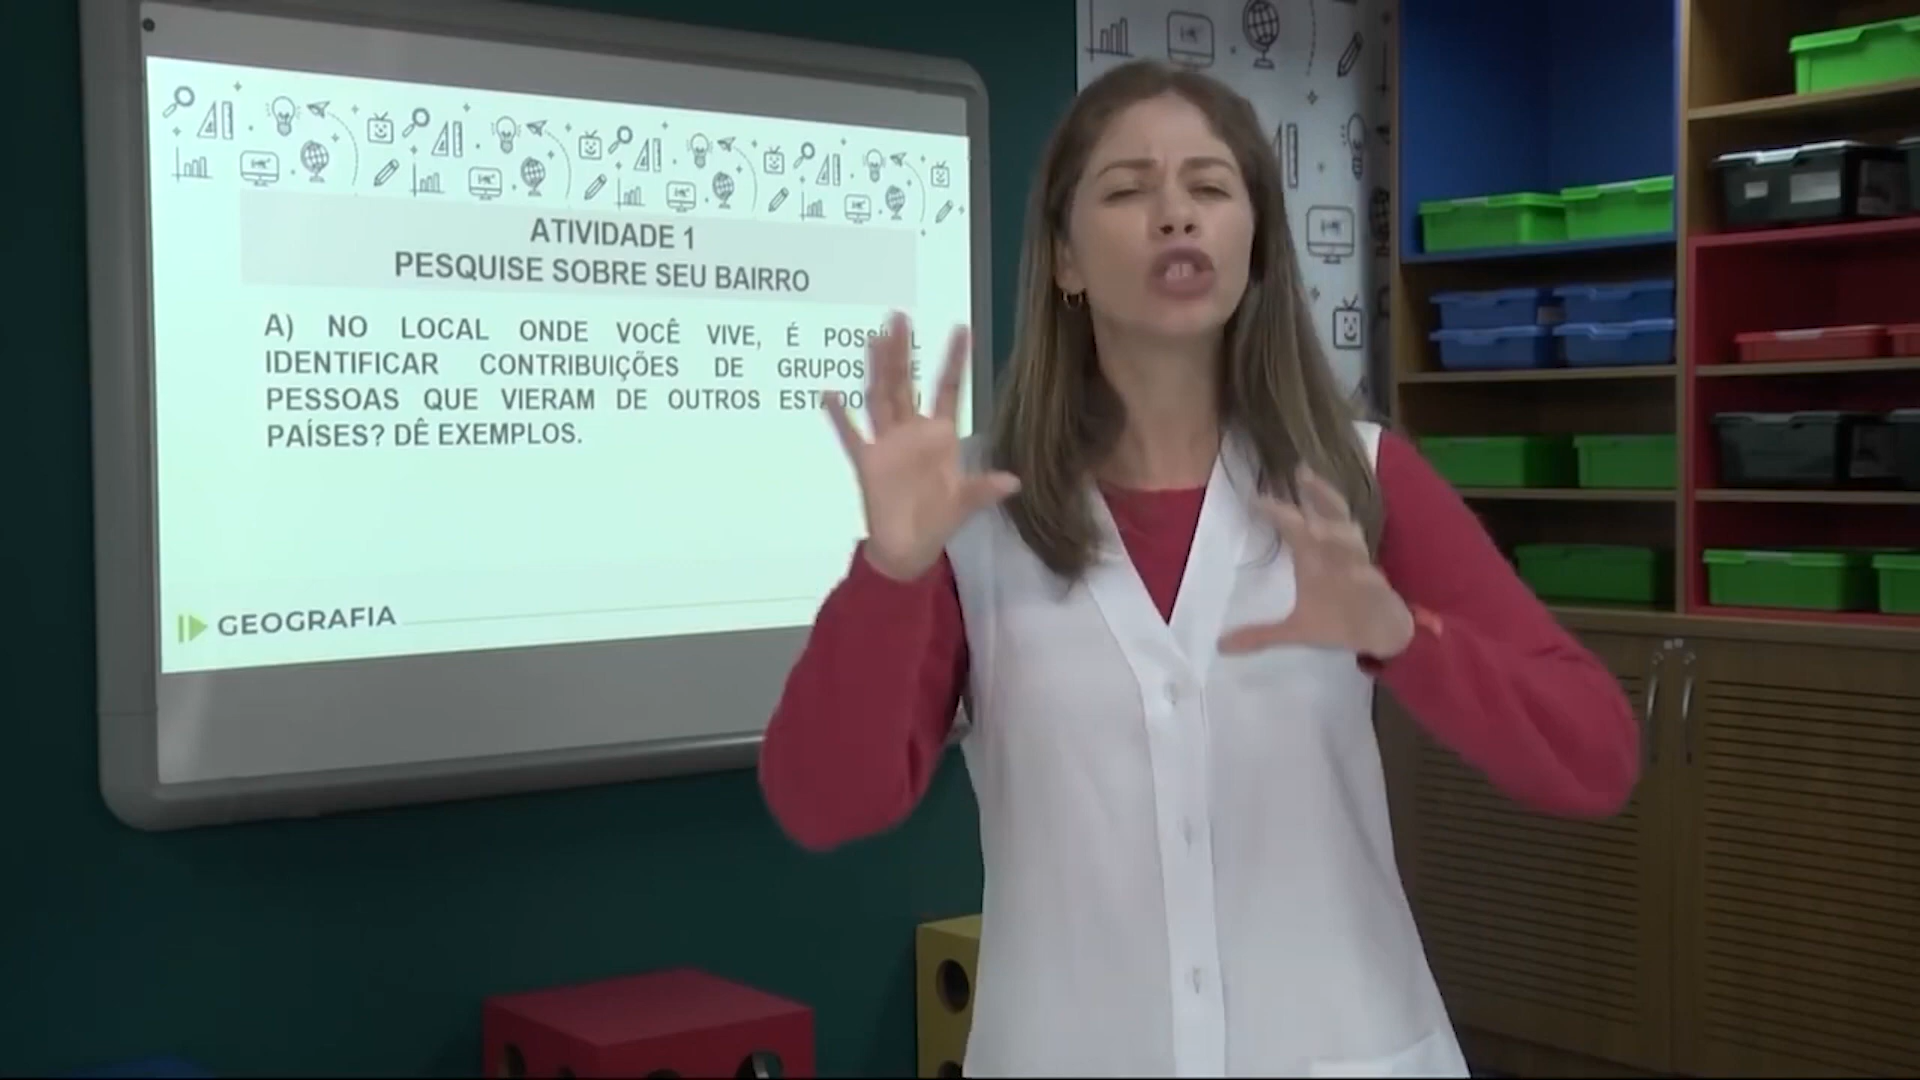 ATIVIDADE 1
PESQUISE SOBRE SEU BAIRRO
A) NO LOCAL ONDE VOCÊ VIVE, É
IDENTIFICAR CONTRIBUIÇÕES DE GRUPOS
PESSOAS QUE VIERAM DE OUTROS
PAÍSES? DÊ EXEMPLOS.
GEOGRAFIA